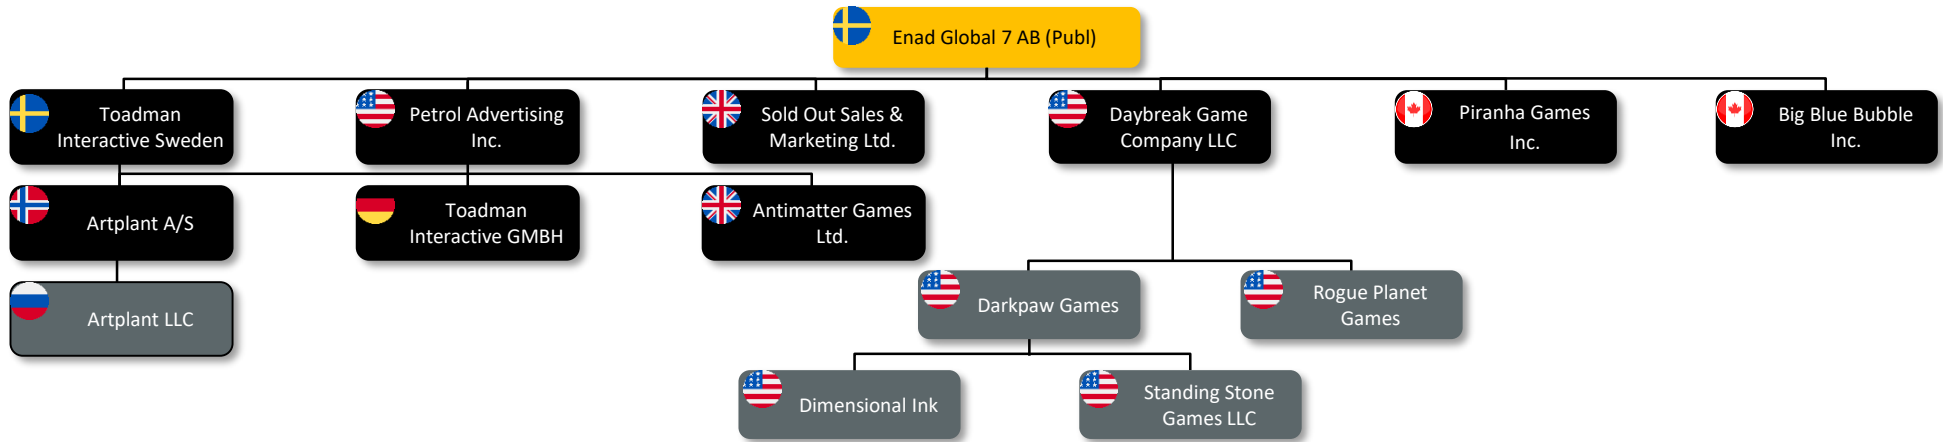 Enad Global 7 AB (Publ)
Toadman
Interactive Sweden
Petrol Advertising
Inc.
Sold Out Sales &
Marketing Ltd.
Daybreak Game
Company LLC
Piranha Games
Inc.
Big Blue Bubble
Inc.
Artplant A/S
Toadman
Interactive GMBH
Antimatter Games
Ltd.
Artplant LLC
Darkpaw Games
Rogue Planet
Games
Dimensional Ink
Standing Stone
Games LLC